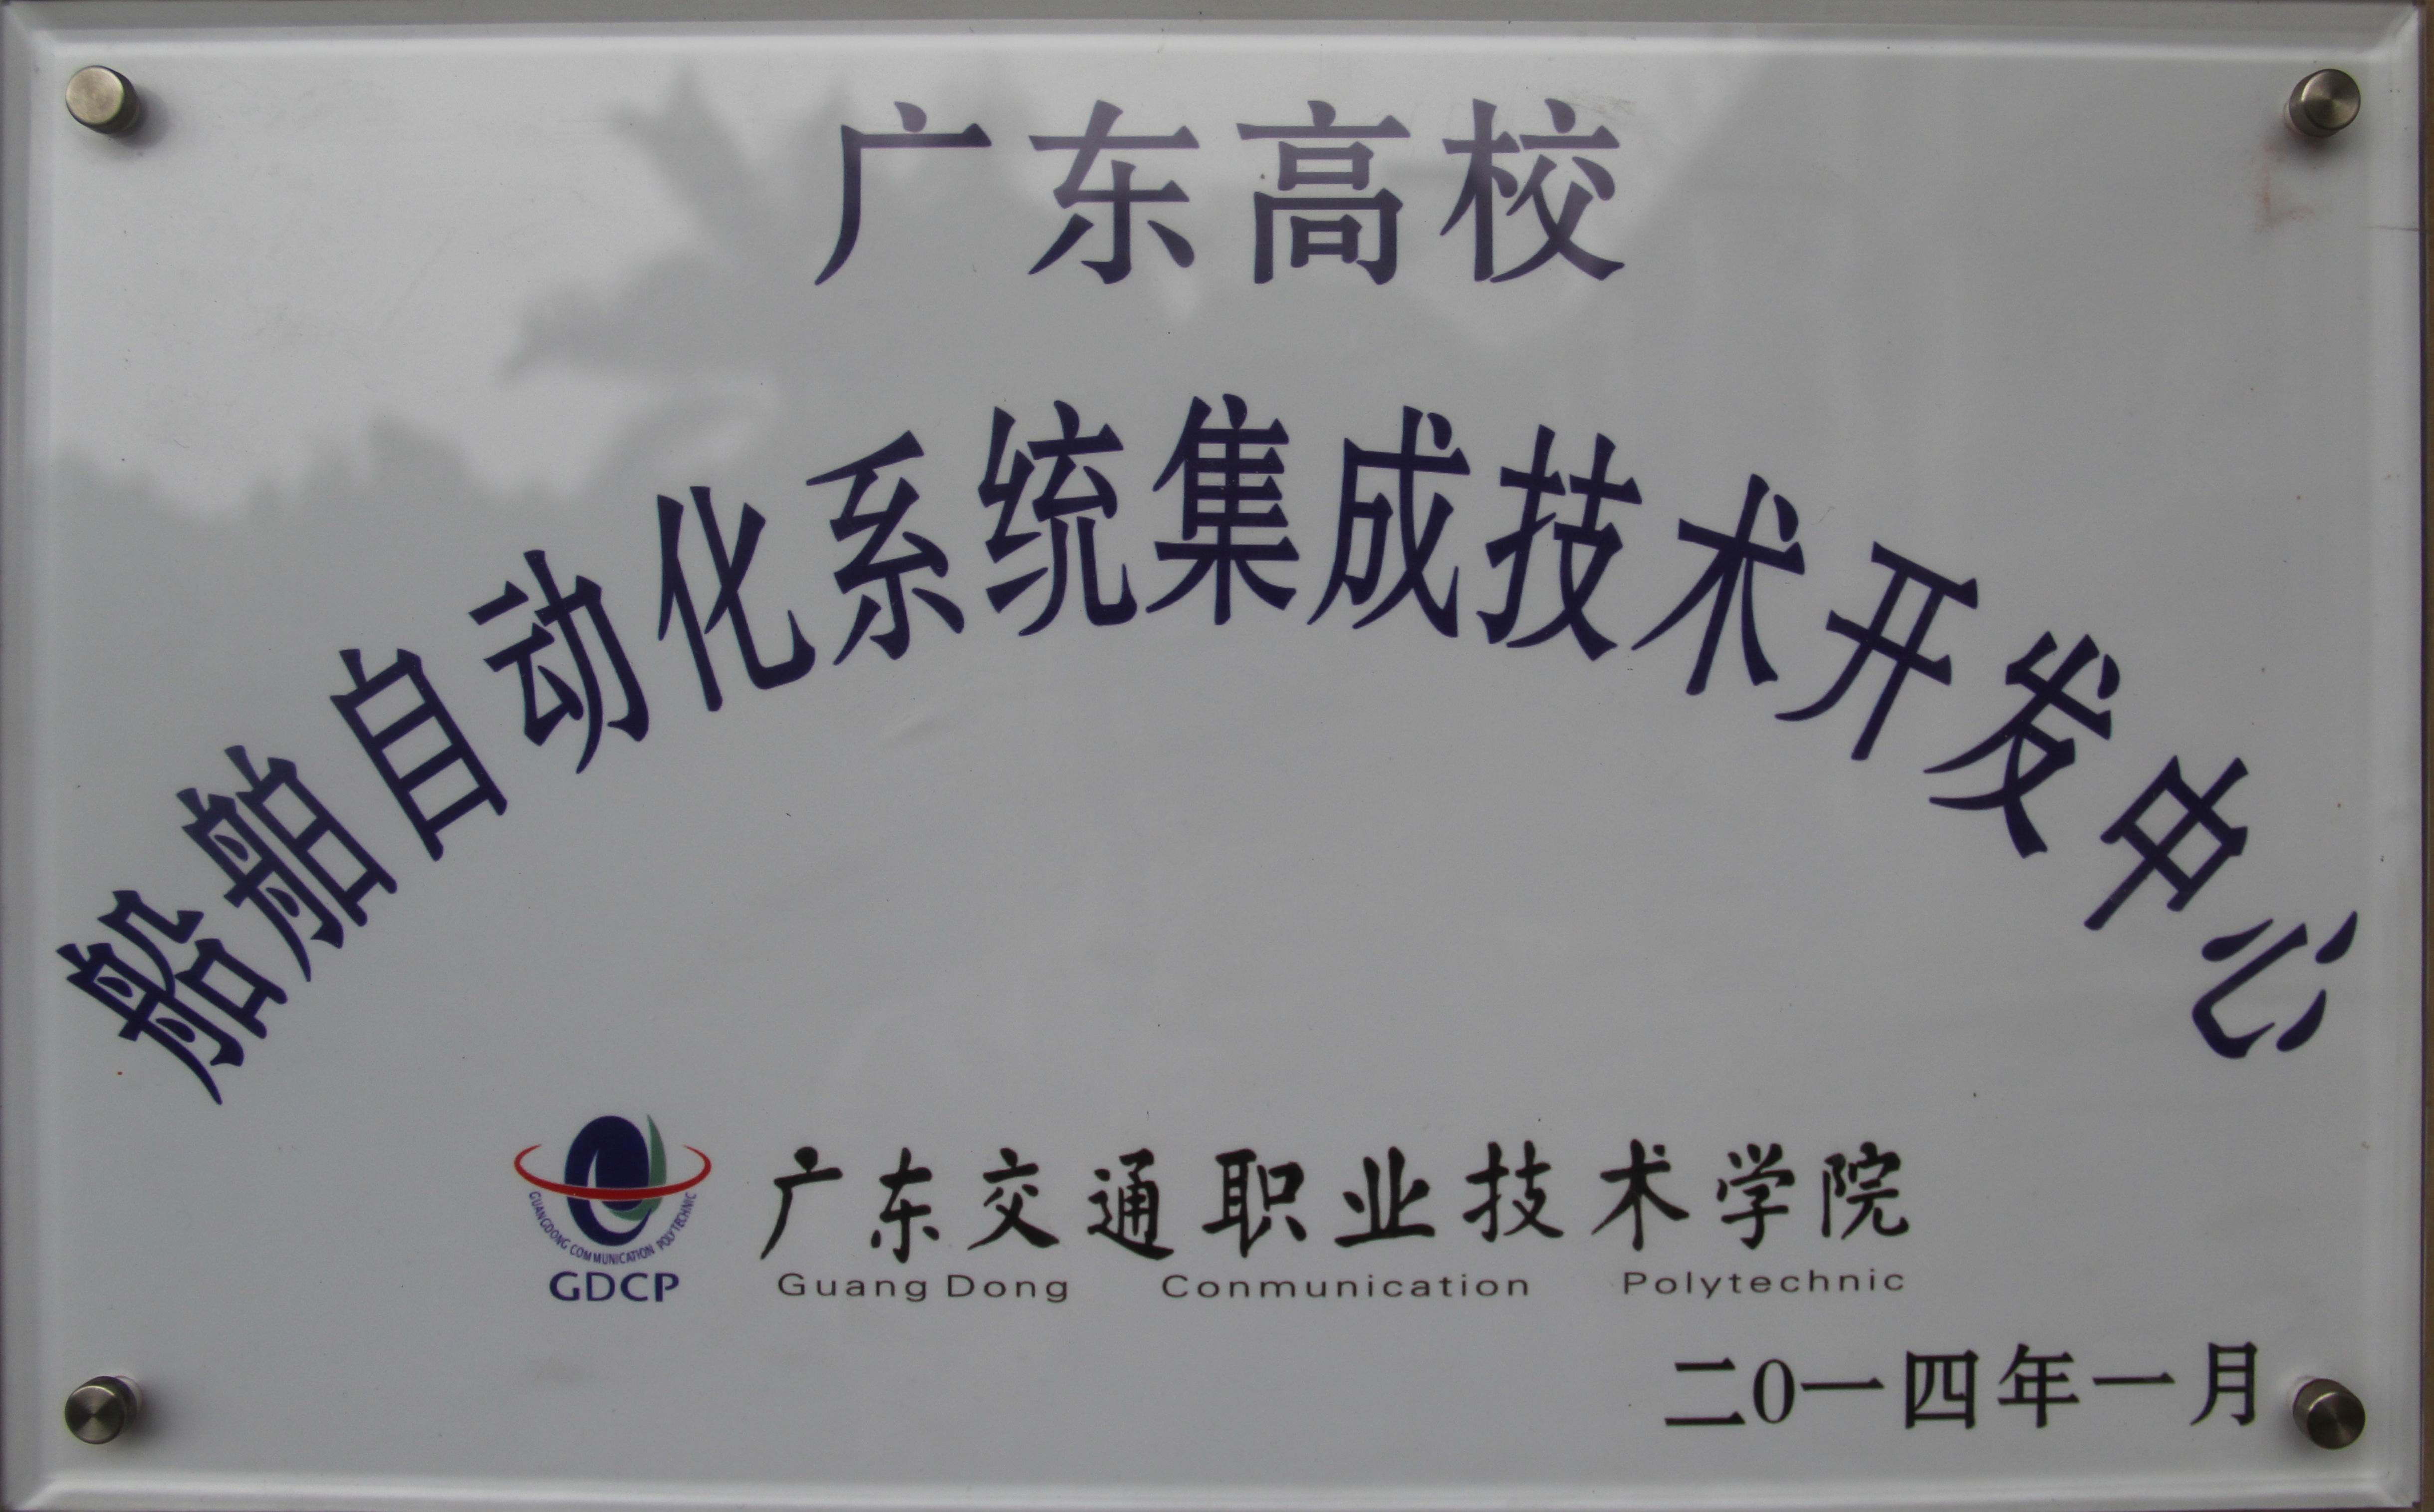 广东高校
船舶自动化系统集成技术开发中心
GUANGDONG COMMUNICATION POLYTECHNIC
GDCP
广东交通职业技术学院
Guang Dong Conmunication Polytechnic
二0一四年一月